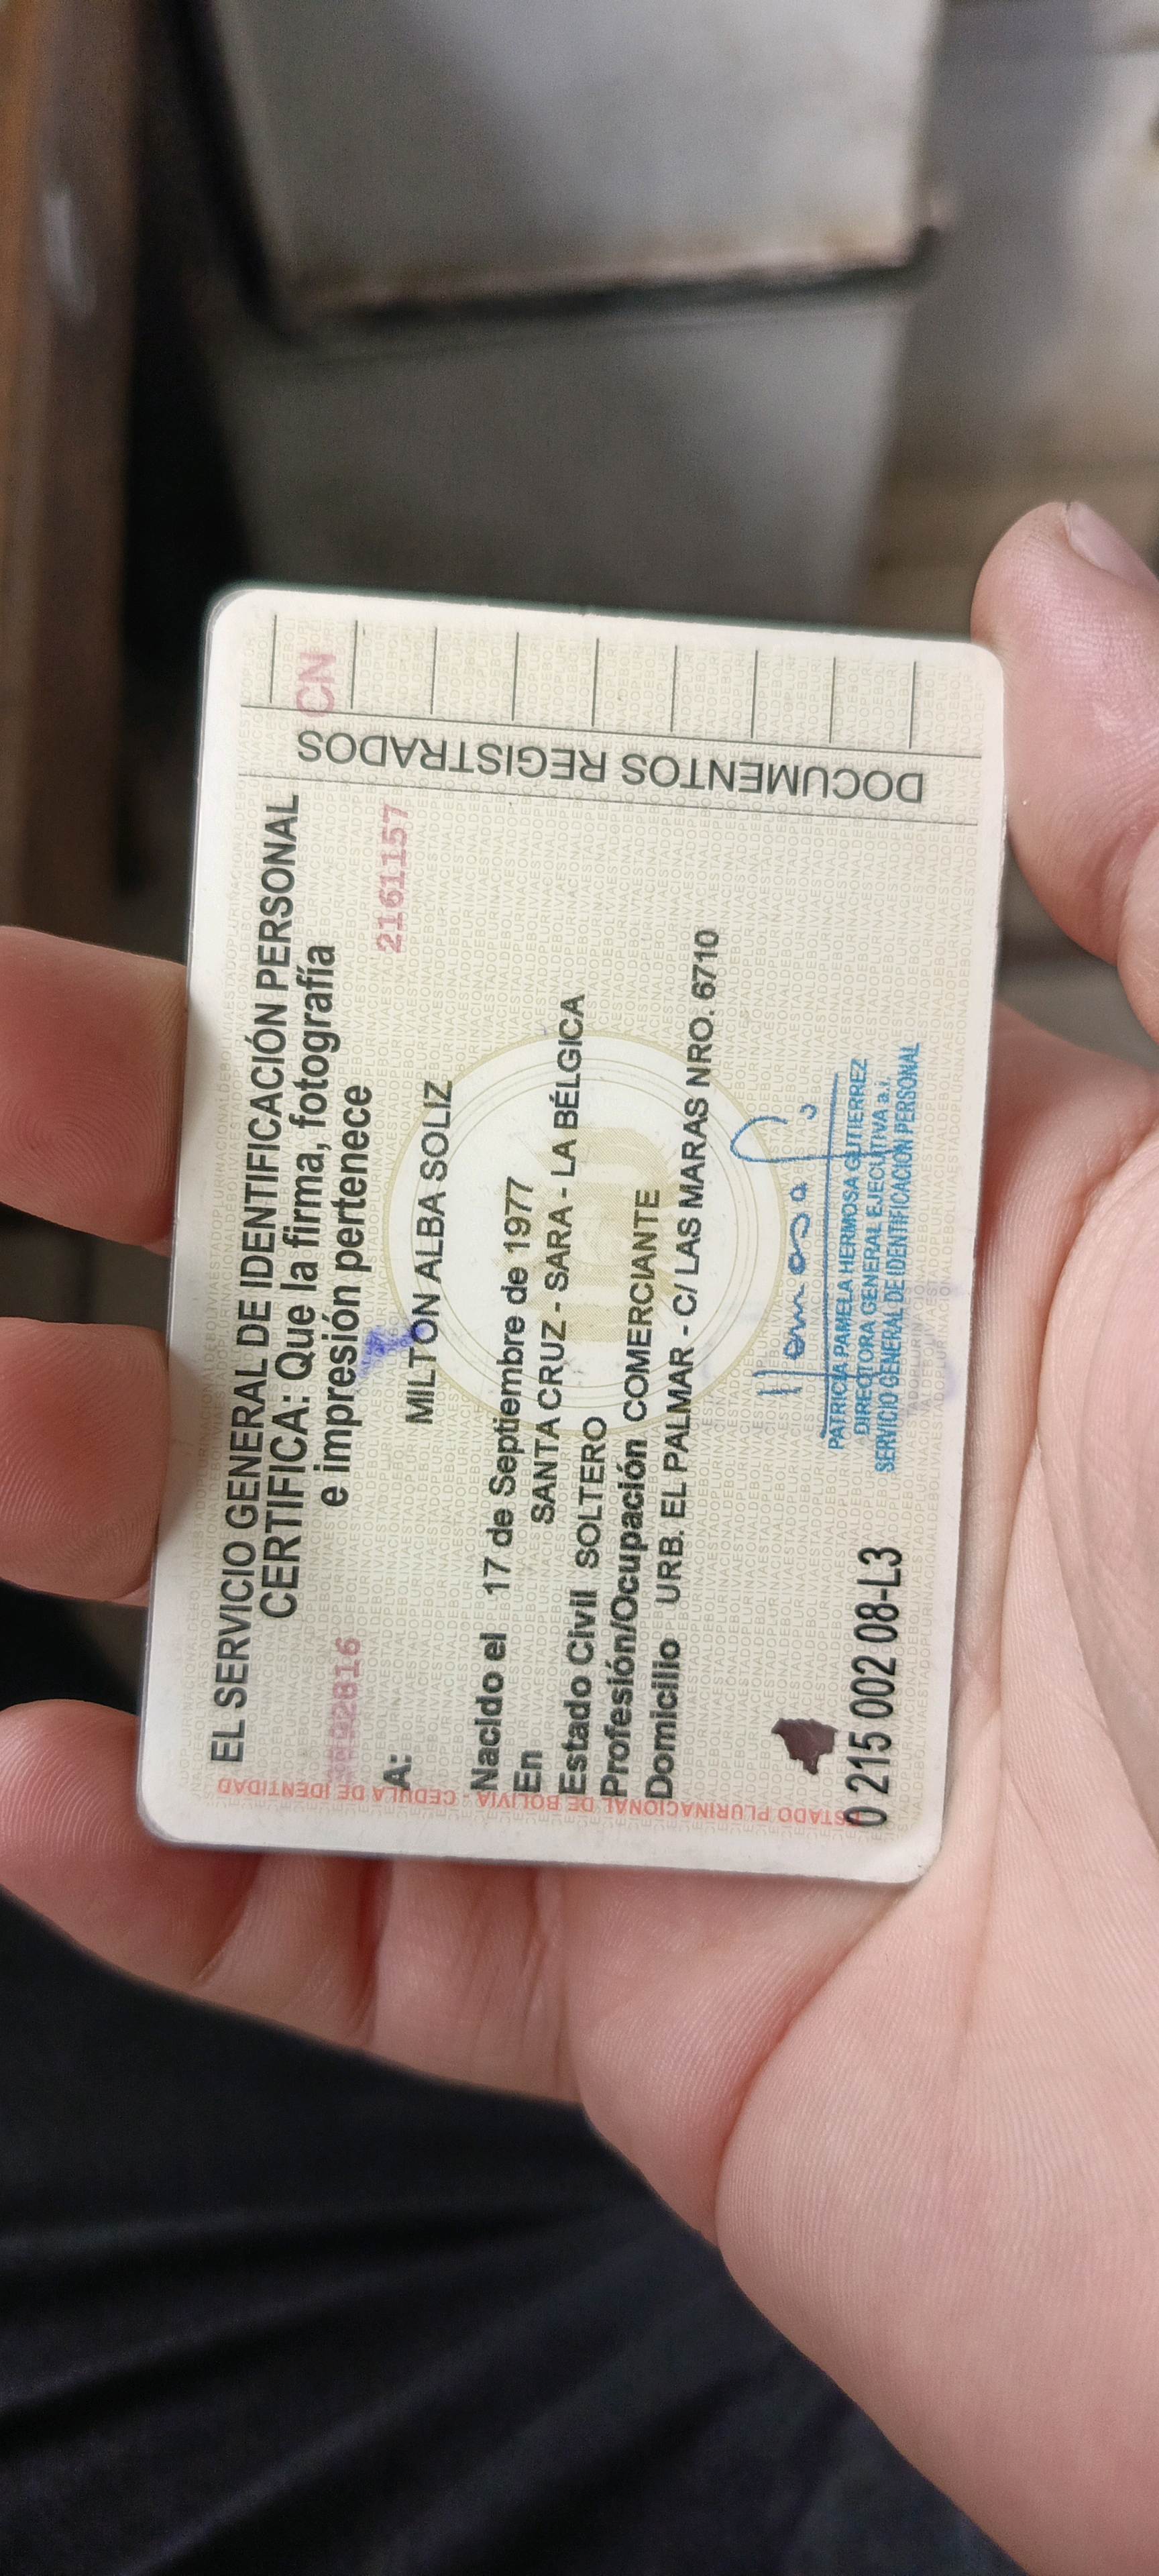 EL SERVICIO GENERAL DE IDENTIFICACIÓN PERSONAL
CERTIFICA: Que la firma, fotografía
e impresión pertenece
2161157
A:
MILTON ALBA SOLIZ
Nacido el 17 de Septiembre de 1977
En SANTA CRUZ - SARA - LA BÉLGICA
Estado Civil SOLTERO
Profesión/Ocupación COMERCIANTE
Domicilio URB. EL PALMAR - C/ LAS MARAS NRO. 6710
PATRICIA PAMELA HERMOSA GUTIERREZ
DIRECTORA GENERAL EJECUTIVA a.i.
SERVICIO GENERAL DE IDENTIFICACIÓN PERSONAL
0 215 002 08-L3
ESTADO PLURINACIONAL DE BOLIVIA - CEDULA DE IDENTIDAD
DOCUMENTOS REGISTRADOS
CN